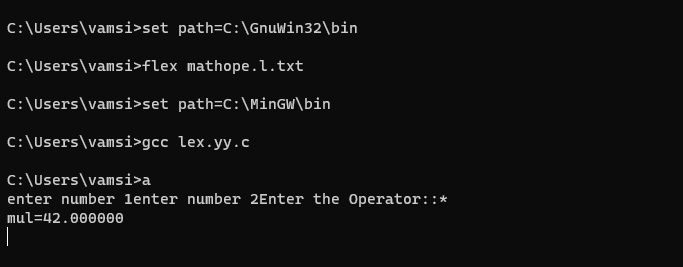 C:\Users\vamsi>set path=C:\GnuWin32\bin
C:\Users\vamsi>flex mathope.l.txt
C:\Users\vamsi>set path=C:\MinGW\bin
C:\Users\vamsi>gcc lex.yy.c
C:\Users\vamsi>a
enter number 1enter number 2Enter the Operator::*
mul=42.000000